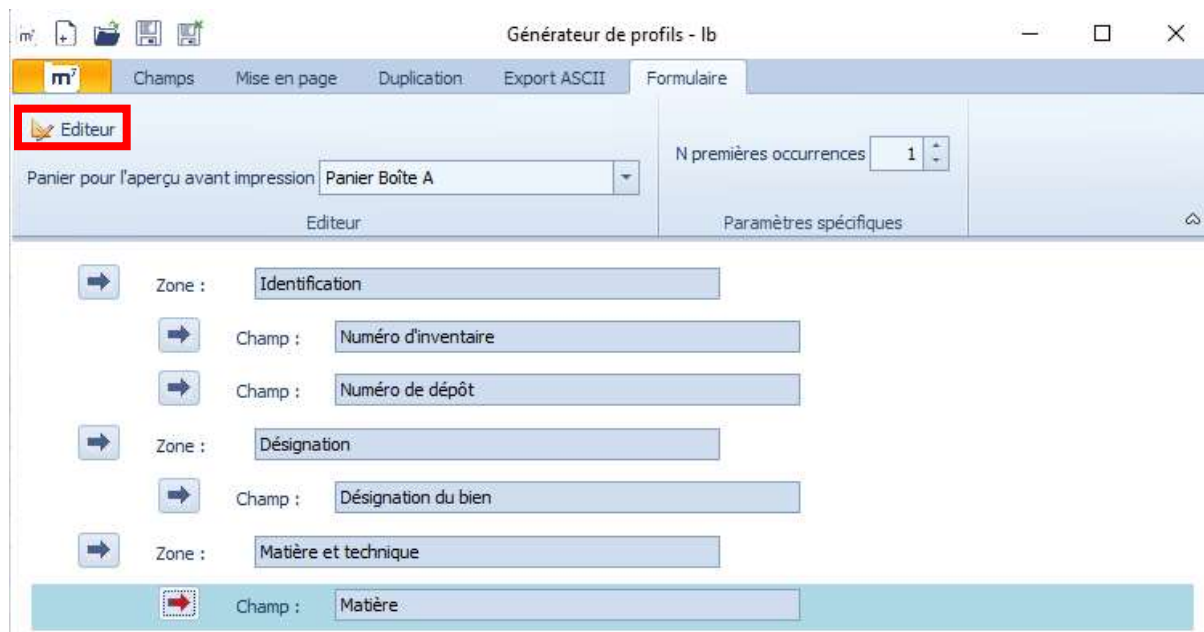 m⁷ Générateur de profils - lb
m⁷ Champs Mise en page Duplication Export ASCII Formulaire
Editeur
N premières occurrences 1
Panier pour l'aperçu avant impression Panier Boîte A
Editeur Paramètres spécifiques
Zone : Identification
Champ : Numéro d'inventaire
Champ : Numéro de dépôt
Zone : Désignation
Champ : Désignation du bien
Zone : Matière et technique
Champ : Matière